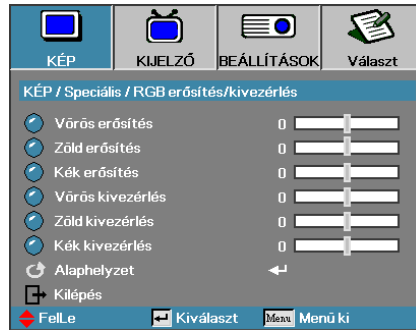 KÉP KIJELZŐ BEÁLLÍTÁSOK Választ
KÉP / Speciális / RGB erősítés/kivezérlés
Vörös erősítés 0
Zöld erősítés 0
Kék erősítés 0
Vörös kivezérlés 0
Zöld kivezérlés 0
Kék kivezérlés 0
Alaphelyzet
Kilépés
FelLe Kiválaszt Menu Menü ki